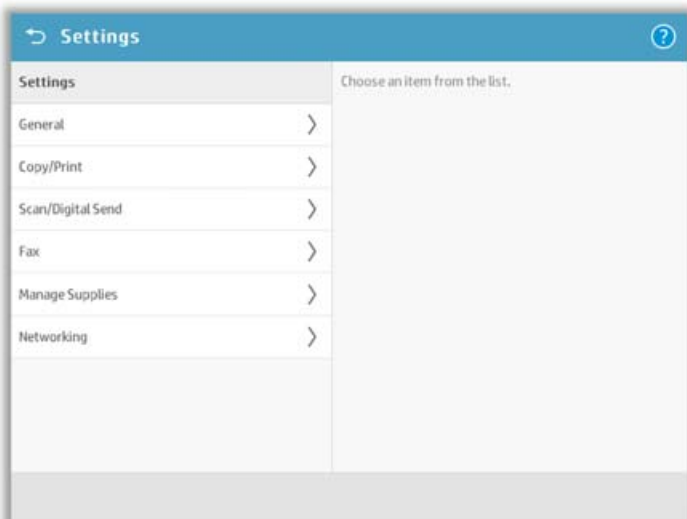 Settings
?
Settings
Choose an item from the list.
General
Copy/Print
Scan/Digital Send
Fax
Manage Supplies
Networking